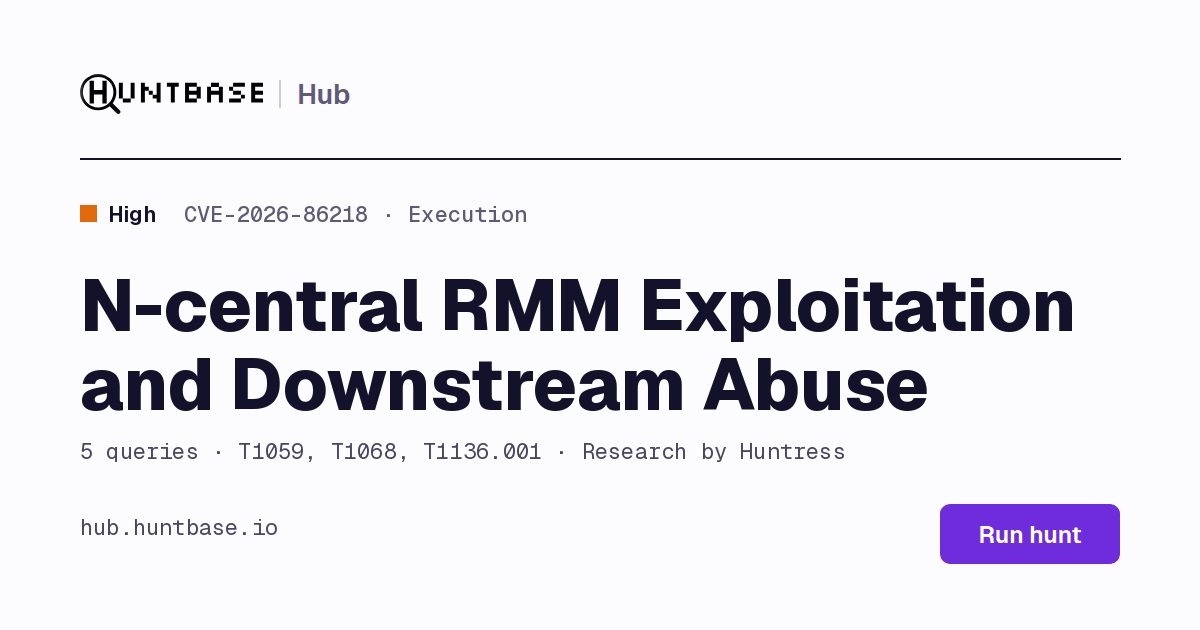 HUNTBASE Hub
High CVE-2026-86218 · Execution
N-central RMM Exploitation
and Downstream Abuse
5 queries · T1059, T1068, T1136.001 · Research by Huntress
hub.huntbase.io
Run hunt